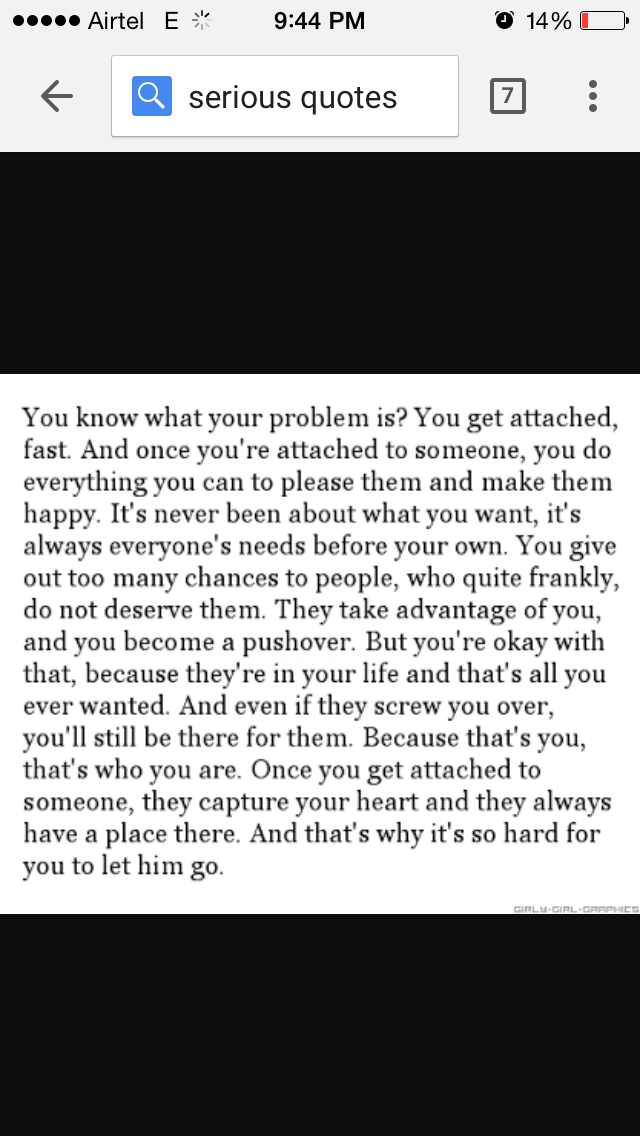 Airtel E 9:44 PM 14%
serious quotes 7
You know what your problem is? You get attached,
fast. And once you're attached to someone, you do
everything you can to please them and make them
happy. It's never been about what you want, it's
always everyone's needs before your own. You give
out too many chances to people, who quite frankly,
do not deserve them. They take advantage of you,
and you become a pushover. But you're okay with
that, because they're in your life and that's all you
ever wanted. And even if they screw you over,
you'll still be there for them. Because that's you,
that's who you are. Once you get attached to
someone, they capture your heart and they always
have a place there. And that's why it's so hard for
you to let him go.
GIRLY-GIRL-GRAPHICS